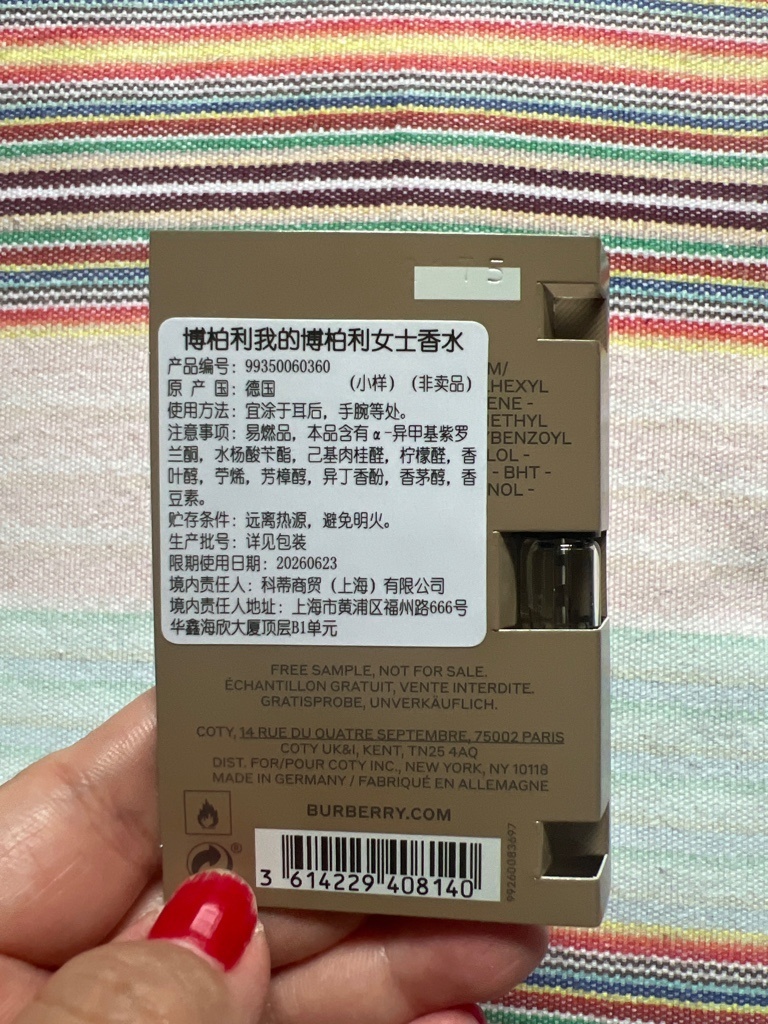 75
博柏利我的博柏利女士香水
产品编号：99350060360
原 产 国：德国 （小样）（非卖品）
使用方法：宜涂于耳后，手腕等处。
注意事项：易燃品，本品含有α-异甲基紫罗
兰酮，水杨酸苄酯，己基肉桂醛，柠檬醛，香
叶醇，苧烯，芳樟醇，异丁香酚，香茅醇，香
豆素。
贮存条件：远离热源，避免明火。
生产批号：详见包装
限期使用日期：20260623
境内责任人：科蒂商贸（上海）有限公司
境内责任人地址：上海市黄浦区福州路666号
华鑫海欣大厦顶层B1单元
M/
HEXYL
ENE -
ETHYL
BENZOYL
LOL -
- BHT -
NOL -
FREE SAMPLE, NOT FOR SALE.
ÉCHANTILLON GRATUIT, VENTE INTERDITE.
GRATISPROBE, UNVERKÄUFLICH.
COTY, 14 RUE DU QUATRE SEPTEMBRE, 75002 PARIS
COTY UK&I, KENT, TN25 4AQ
DIST. FOR/POUR COTY INC., NEW YORK, NY 10118
MADE IN GERMANY / FABRIQUÉ EN ALLEMAGNE
BURBERRY.COM
®
3 614229 408140
99260083697